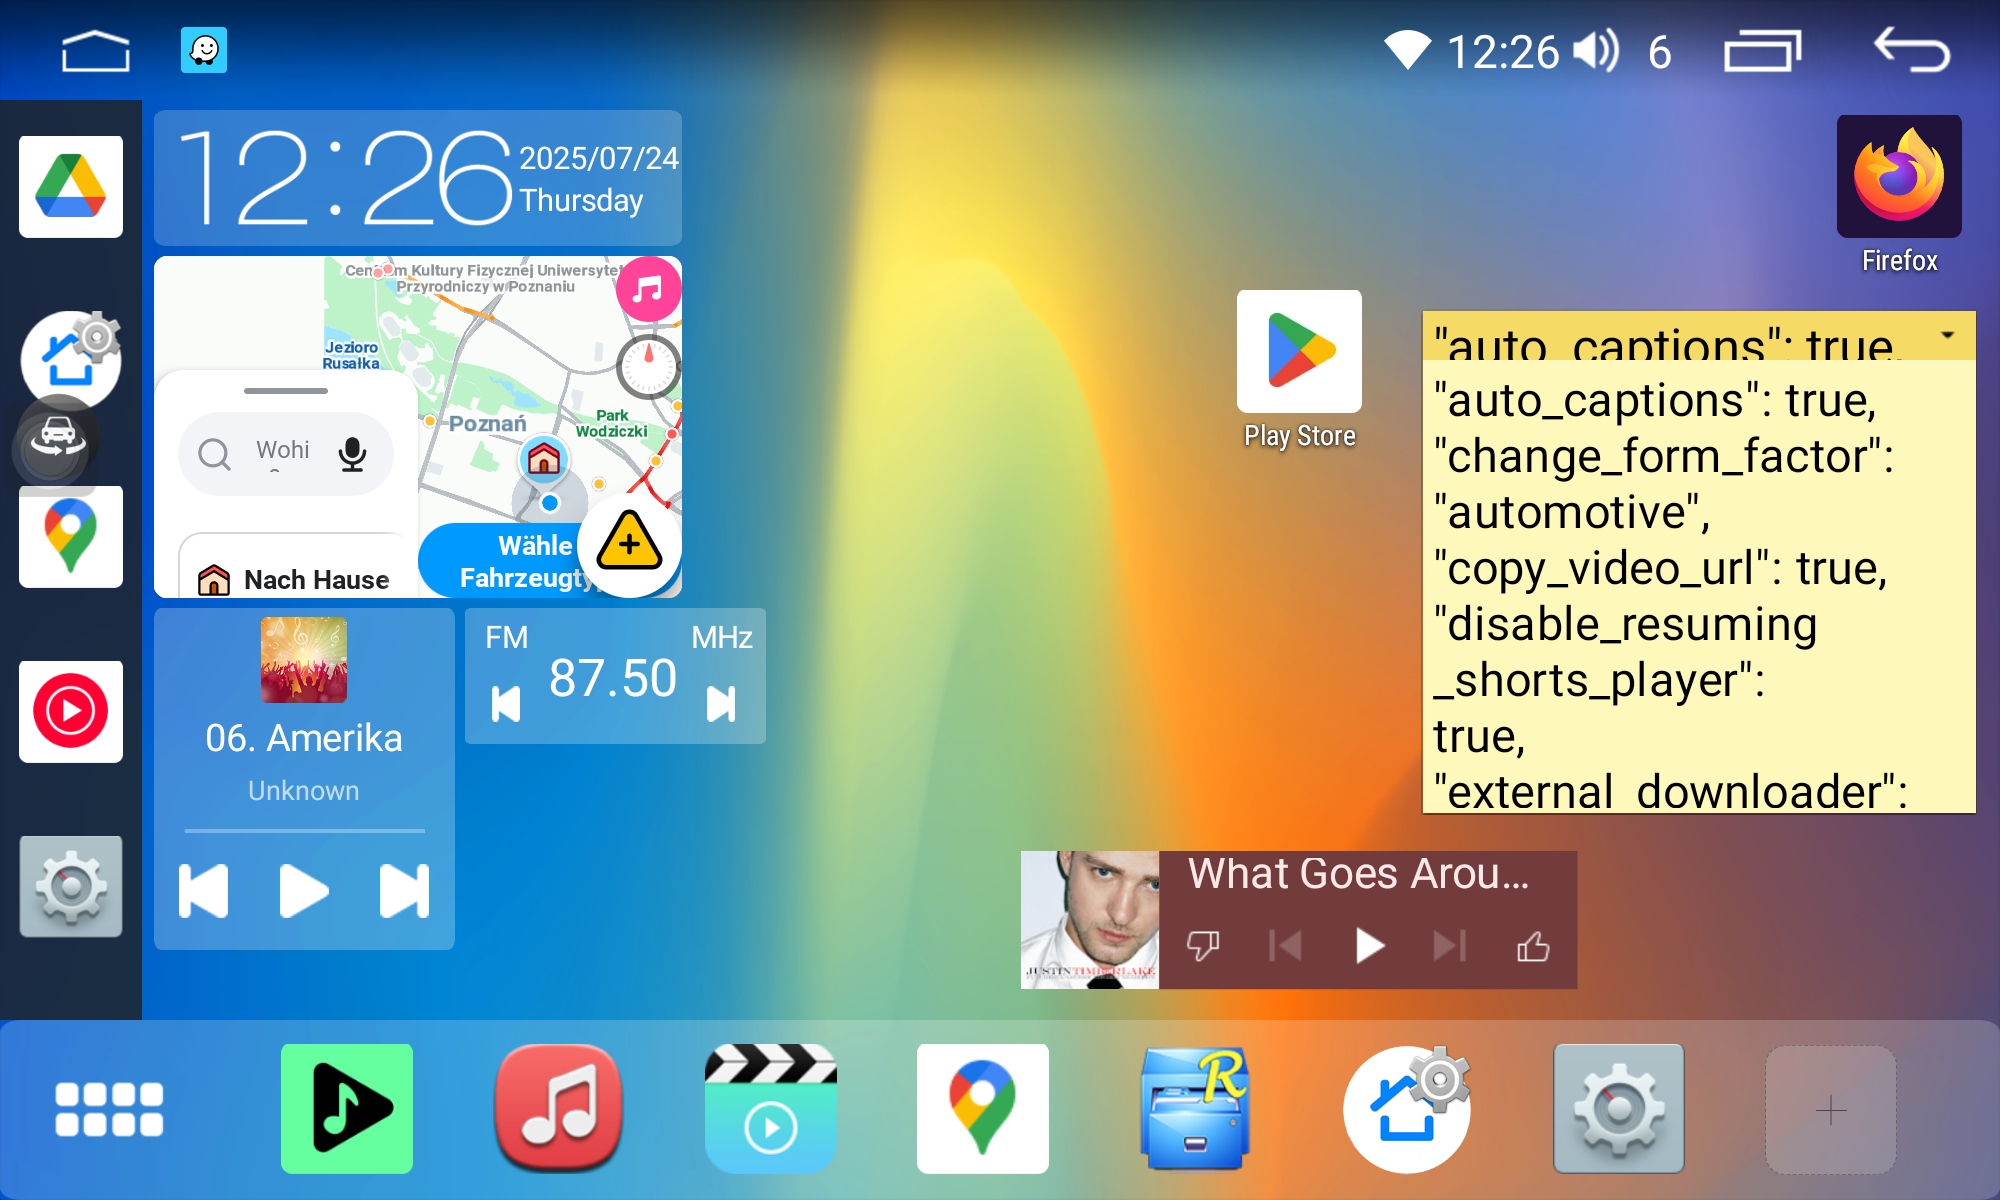 12:26
6
12:26
2025/07/24
Thursday
Centrum Kultury Fizycznej Uniwersytet
Przyrodniczy w Poznaniu
Jezioro
Rusałka
Poznań
Park
Wodziczki
Wohi
Nach Hause
Wähle
Fahrzeugty
06. Amerika
Unknown
FM
MHz
87.50
Firefox
Play Store
"auto_captions": true,
"auto_captions": true,
"change_form_factor":
"automotive",
"copy_video_url": true,
"disable_resuming
_shorts_player":
true,
"external_downloader":
What Goes Arou...
JUSTIN TIMBERLAKE
R